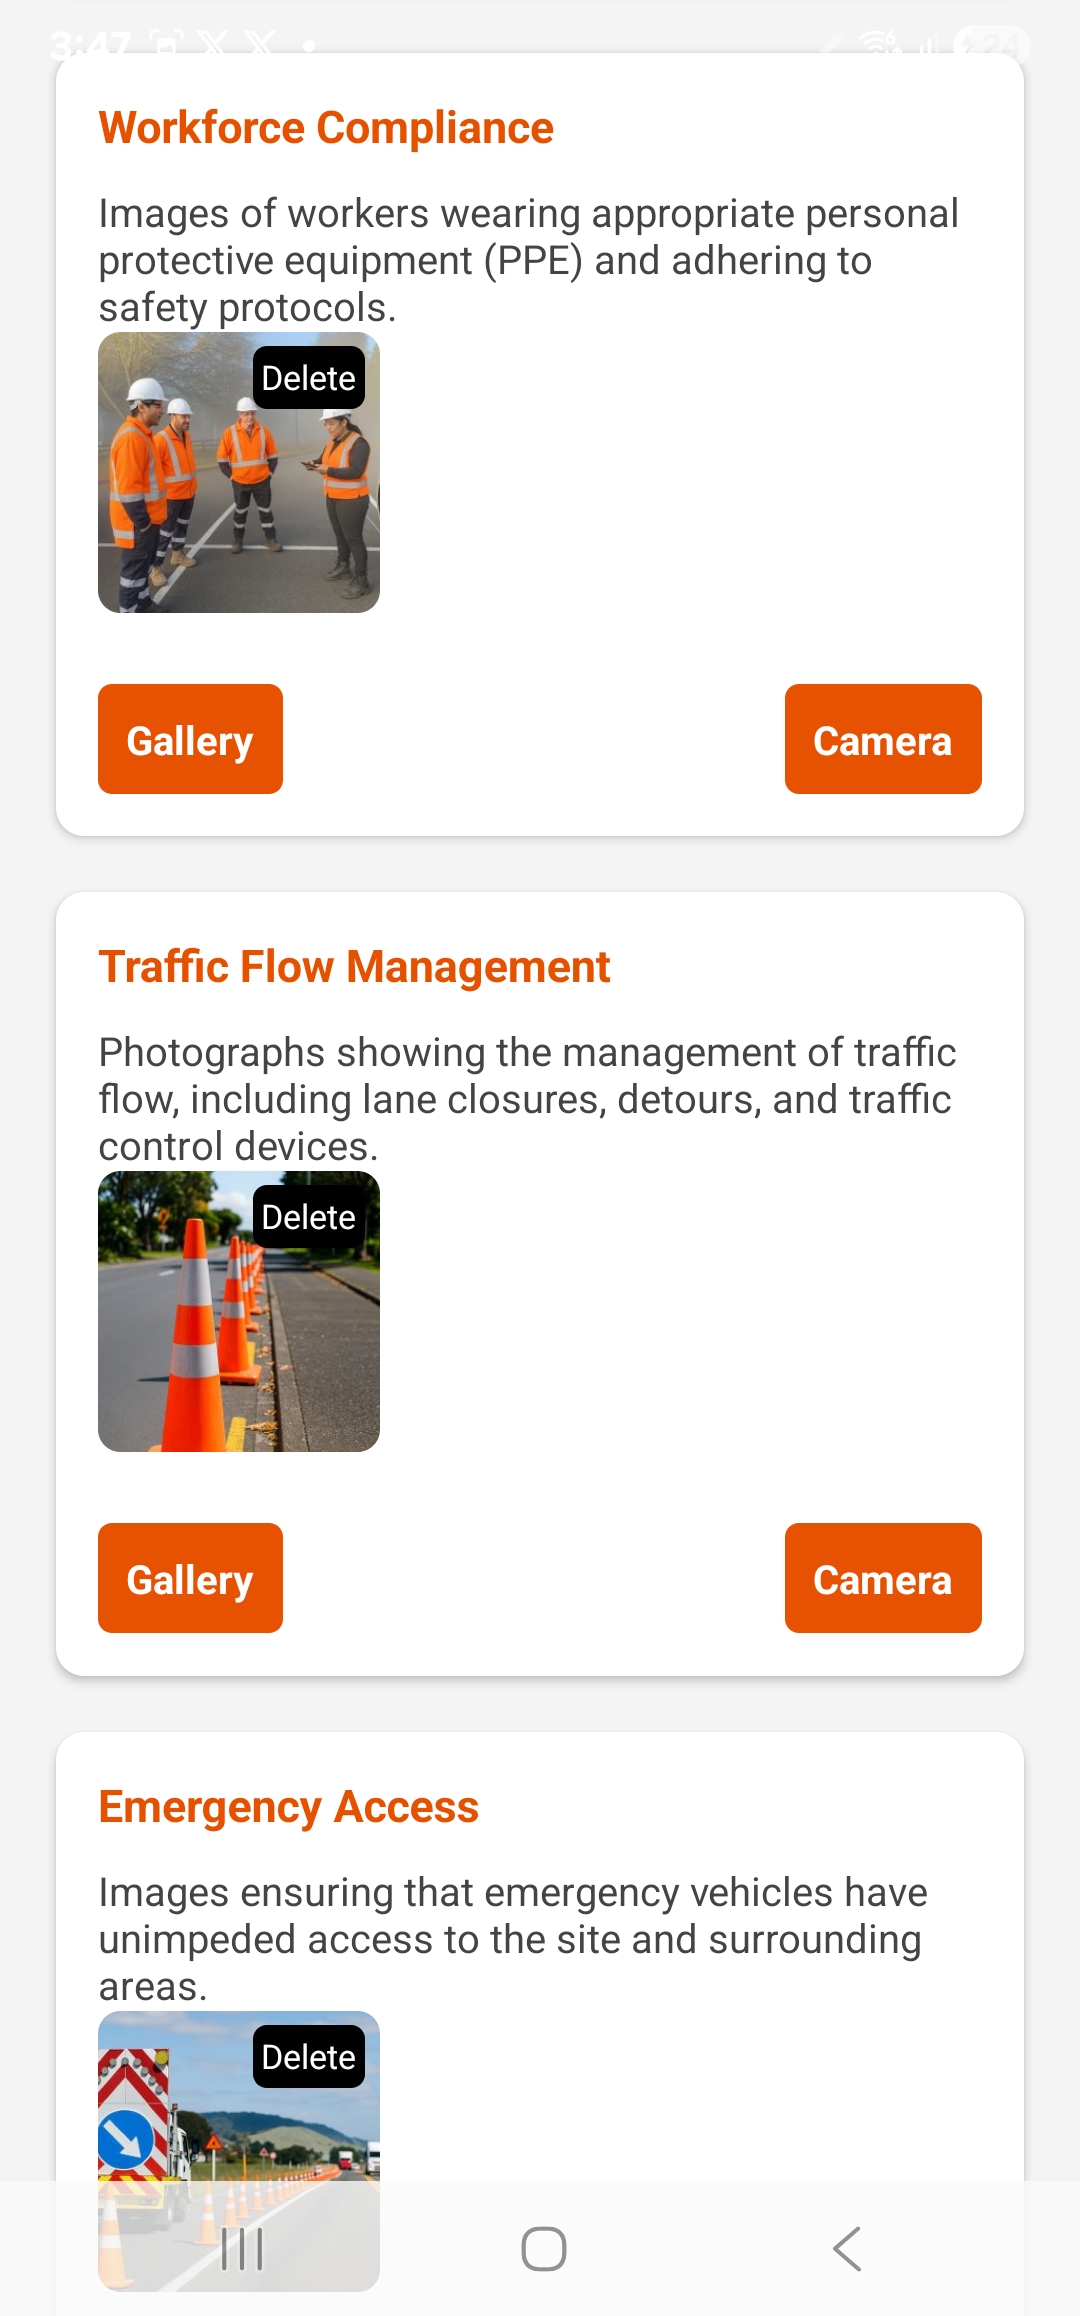 3:47
24
Workforce Compliance
Images of workers wearing appropriate personal
protective equipment (PPE) and adhering to
safety protocols.
Delete
Gallery
Camera
Traffic Flow Management
Photographs showing the management of traffic
flow, including lane closures, detours, and traffic
control devices.
Delete
Gallery
Camera
Emergency Access
Images ensuring that emergency vehicles have
unimpeded access to the site and surrounding
areas.
Delete